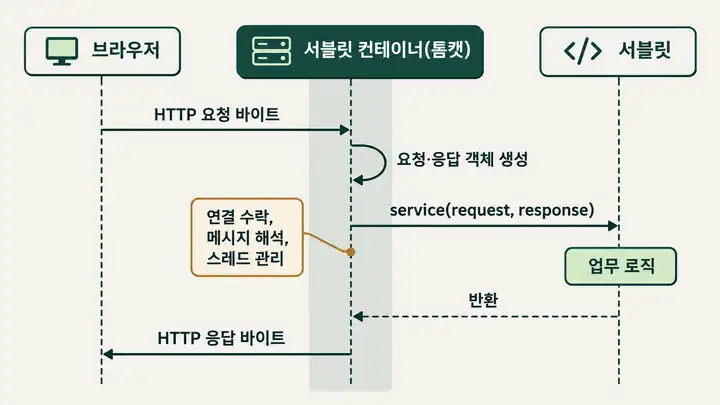 브라우저
서블릿 컨테이너(톰캣)
서블릿
HTTP 요청 바이트
요청·응답 객체 생성
service(request, response)
연결 수락,
메시지 해석,
스레드 관리
업무 로직
반환
HTTP 응답 바이트